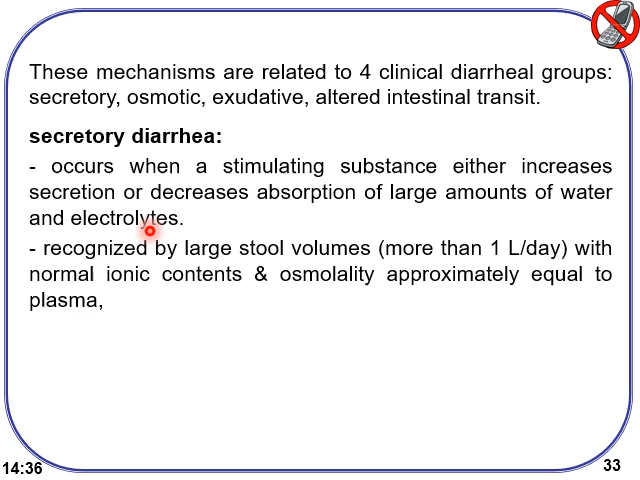 These mechanisms are related to 4 clinical diarrheal groups:
secretory, osmotic, exudative, altered intestinal transit.
secretory diarrhea:
- occurs when a stimulating substance either increases
secretion or decreases absorption of large amounts of water
and electrolytes.
- recognized by large stool volumes (more than 1 L/day) with
normal ionic contents & osmolality approximately equal to
plasma,
14:36
33